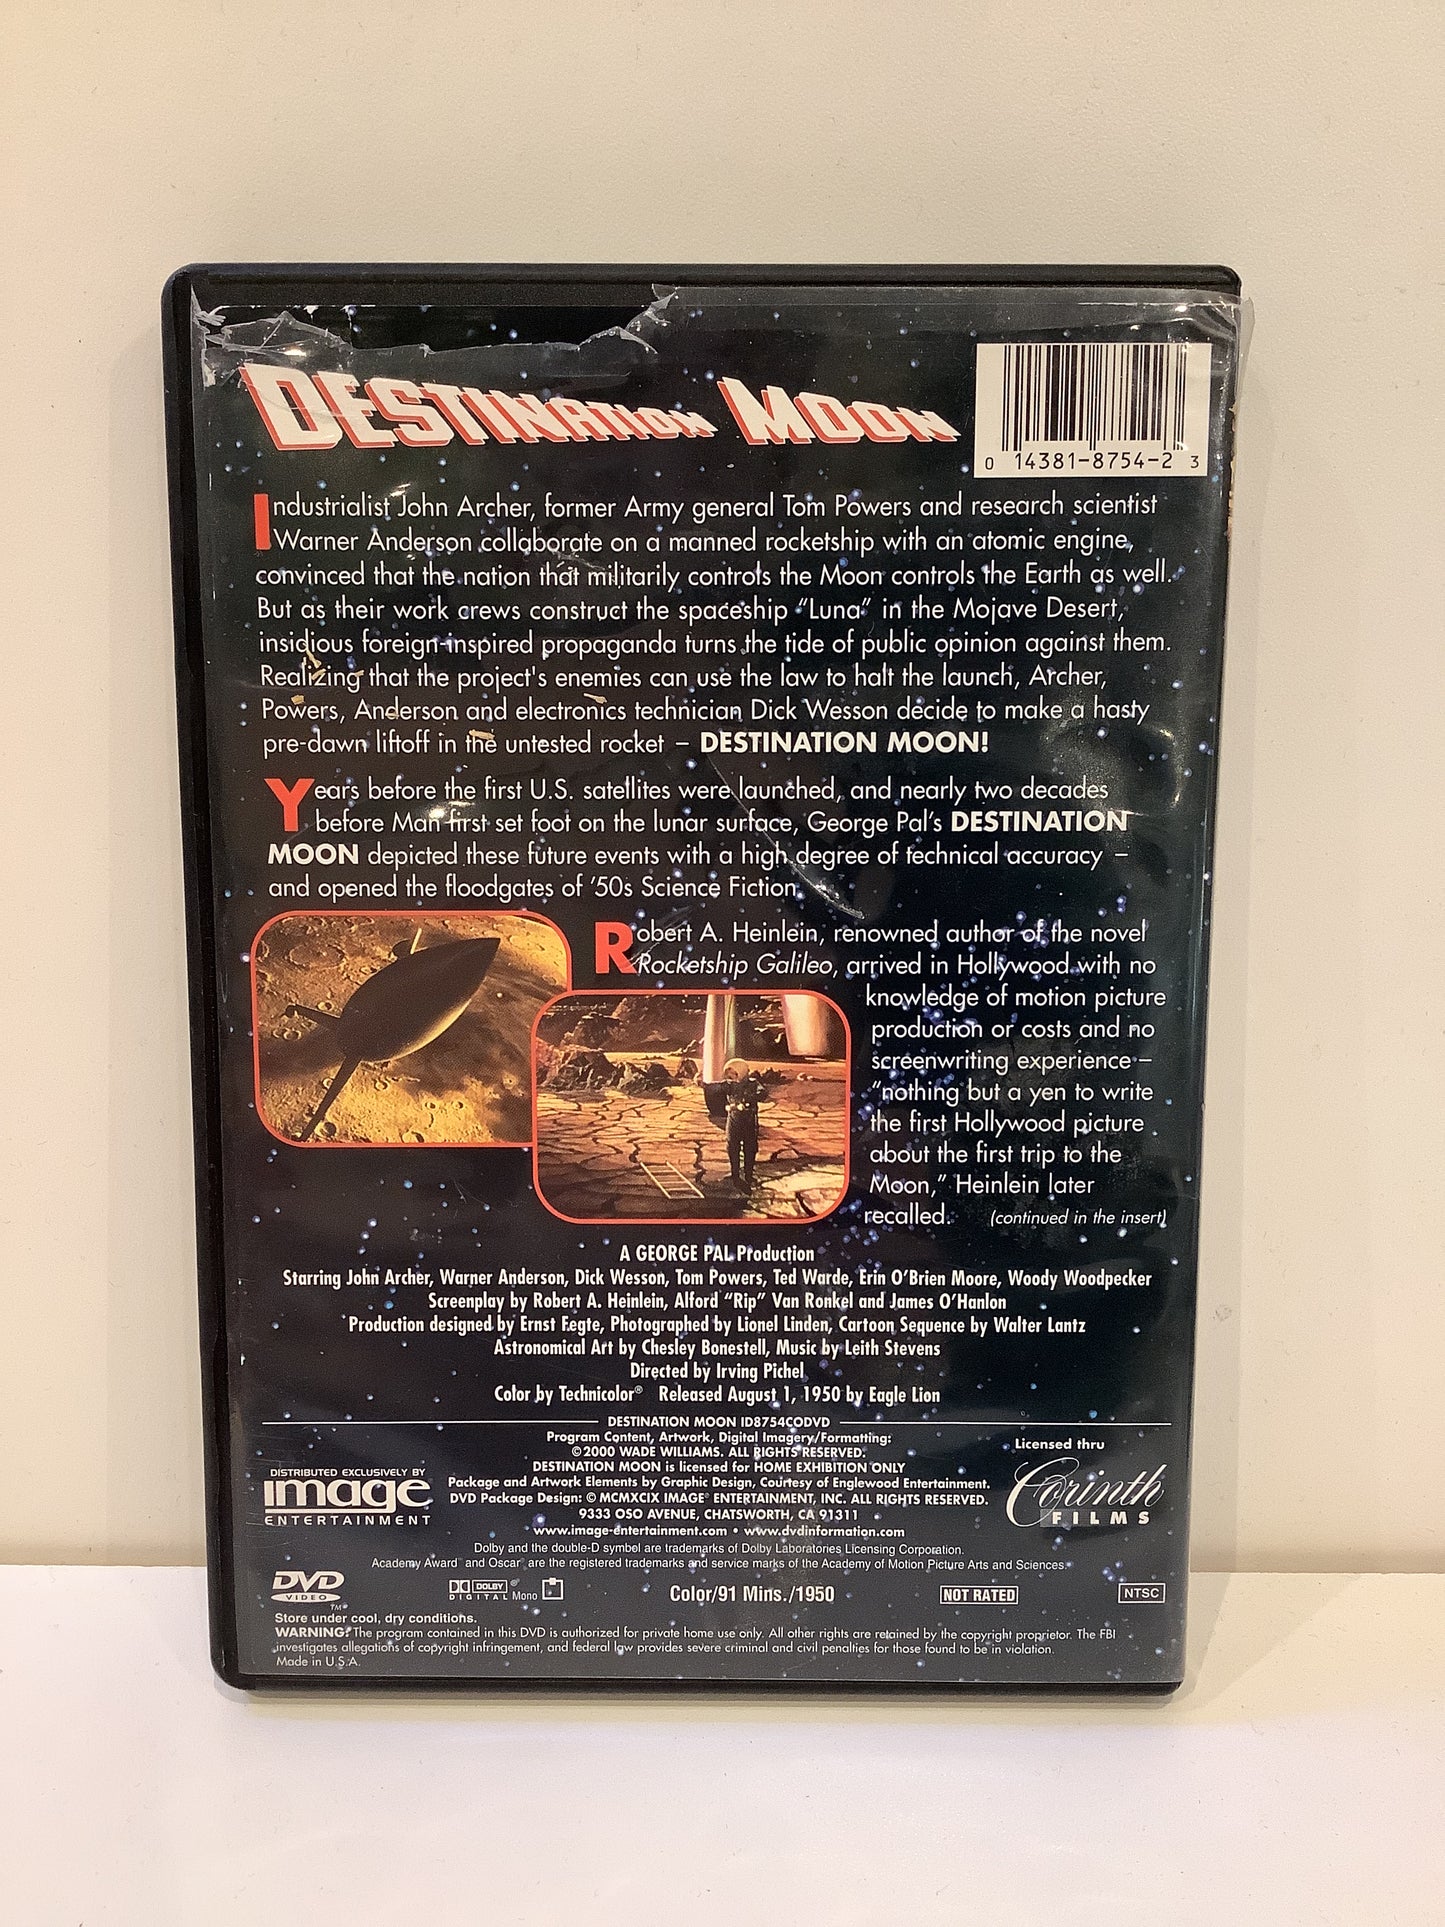 DESTINATION MOON
0 14381-8754-2 3
Industrialist John Archer, former Army general Tom Powers and research scientist
Warner Anderson collaborate on a manned rocketship with an atomic engine,
convinced that the nation that militarily controls the Moon controls the Earth as well.
But as their work crews construct the spaceship “Luna” in the Mojave Desert,
insidious foreign-inspired propaganda turns the tide of public opinion against them.
Realizing that the project's enemies can use the law to halt the launch, Archer,
Powers, Anderson and electronics technician Dick Wesson decide to make a hasty
pre-dawn liftoff in the untested rocket – DESTINATION MOON!
Years before the first U.S. satellites were launched, and nearly two decades
before Man first set foot on the lunar surface, George Pal’s DESTINATION
MOON depicted these future events with a high degree of technical accuracy –
and opened the floodgates of ’50s Science Fiction.
Robert A. Heinlein, renowned author of the novel
Rocketship Galileo, arrived in Hollywood with no
knowledge of motion picture
production or costs and no
screenwriting experience –
“nothing but a yen to write
the first Hollywood picture
about the first trip to the
Moon,” Heinlein later
recalled. (continued in the insert)
A GEORGE PAL Production
Starring John Archer, Warner Anderson, Dick Wesson, Tom Powers, Ted Warde, Erin O’Brien Moore, Woody Woodpecker
Screenplay by Robert A. Heinlein, Alford “Rip” Van Ronkel and James O’Hanlon
Production designed by Ernst Fegte, Photographed by Lionel Linden, Cartoon Sequence by Walter Lantz
Astronomical Art by Chesley Bonestell, Music by Leith Stevens
Directed by Irving Pichel
Color by Technicolor® Released August 1, 1950 by Eagle Lion
DESTINATION MOON ID8754CODVD
Program Content, Artwork, Digital Imagery/Formatting:
©2000 WADE WILLIAMS. ALL RIGHTS RESERVED.
DESTINATION MOON is licensed for HOME EXHIBITION ONLY
Package and Artwork Elements by Graphic Design, Courtesy of Englewood Entertainment.
DVD Package Design: © MCMXCIX IMAGE® ENTERTAINMENT, INC. ALL RIGHTS RESERVED.
9333 OSO AVENUE, CHATSWORTH, CA 91311
www.image-entertainment.com • www.dvdinformation.com
DISTRIBUTED EXCLUSIVELY BY
image
ENTERTAINMENT
Licensed thru
Corinth
FILMS
Dolby and the double-D symbel are trademarks of Dolby Laboratories Licensing Corporation.
Academy Award™ and Oscar® are the registered trademarks and service marks of the Academy of Motion Picture Arts and Sciences.
DVD
VIDEO
TM
DOLBY ®
DIGITAL Mono
Color/91 Mins./1950
NOT RATED
NTSC
Store under cool, dry conditions.
WARNING: The program contained in this DVD is authorized for private home use only. All other rights are retained by the copyright proprietor. The FBI
investigates allegations of copyright infringement, and federal law provides severe criminal and civil penalties for those found to be in violation.
Made in U.S.A.